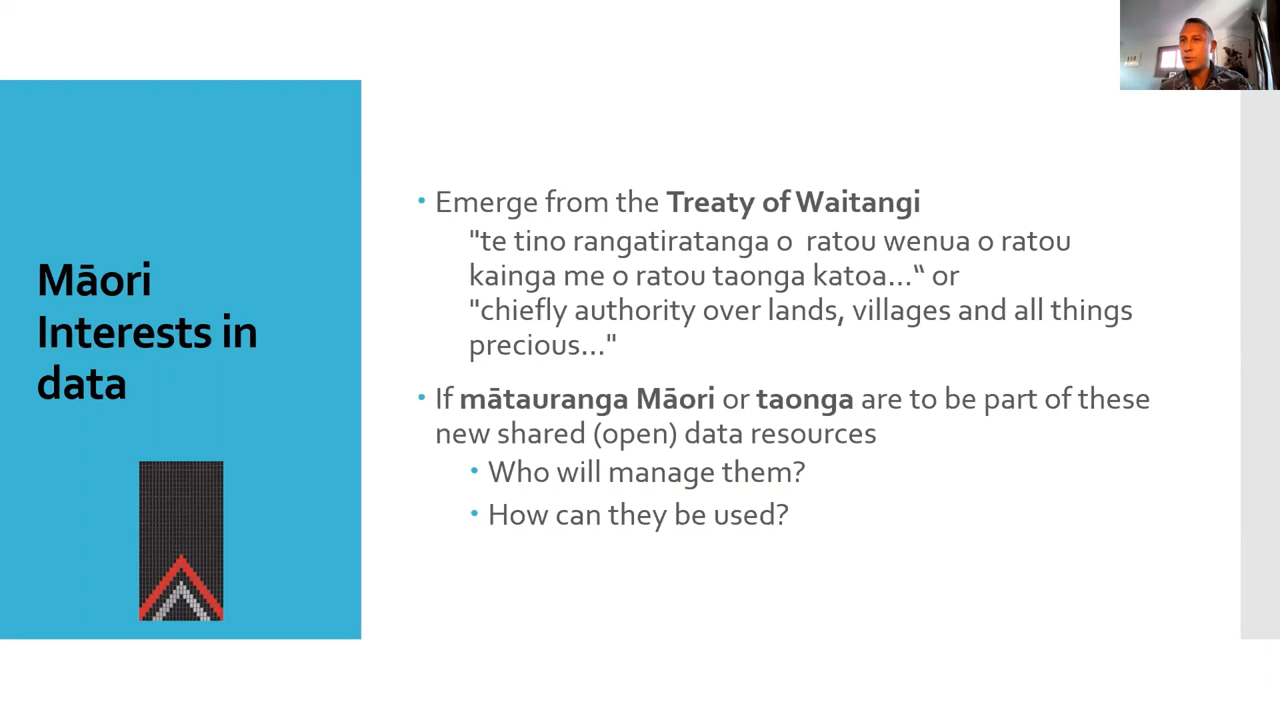 Māori
Interests in
data
• Emerge from the Treaty of Waitangi
"te tino rangatiratanga o  ratou wenua o ratou
kainga me o ratou taonga katoa...“ or
"chiefly authority over lands, villages and all things
precious..."
• If mātauranga Māori or taonga are to be part of these
new shared (open) data resources
• Who will manage them?
• How can they be used?